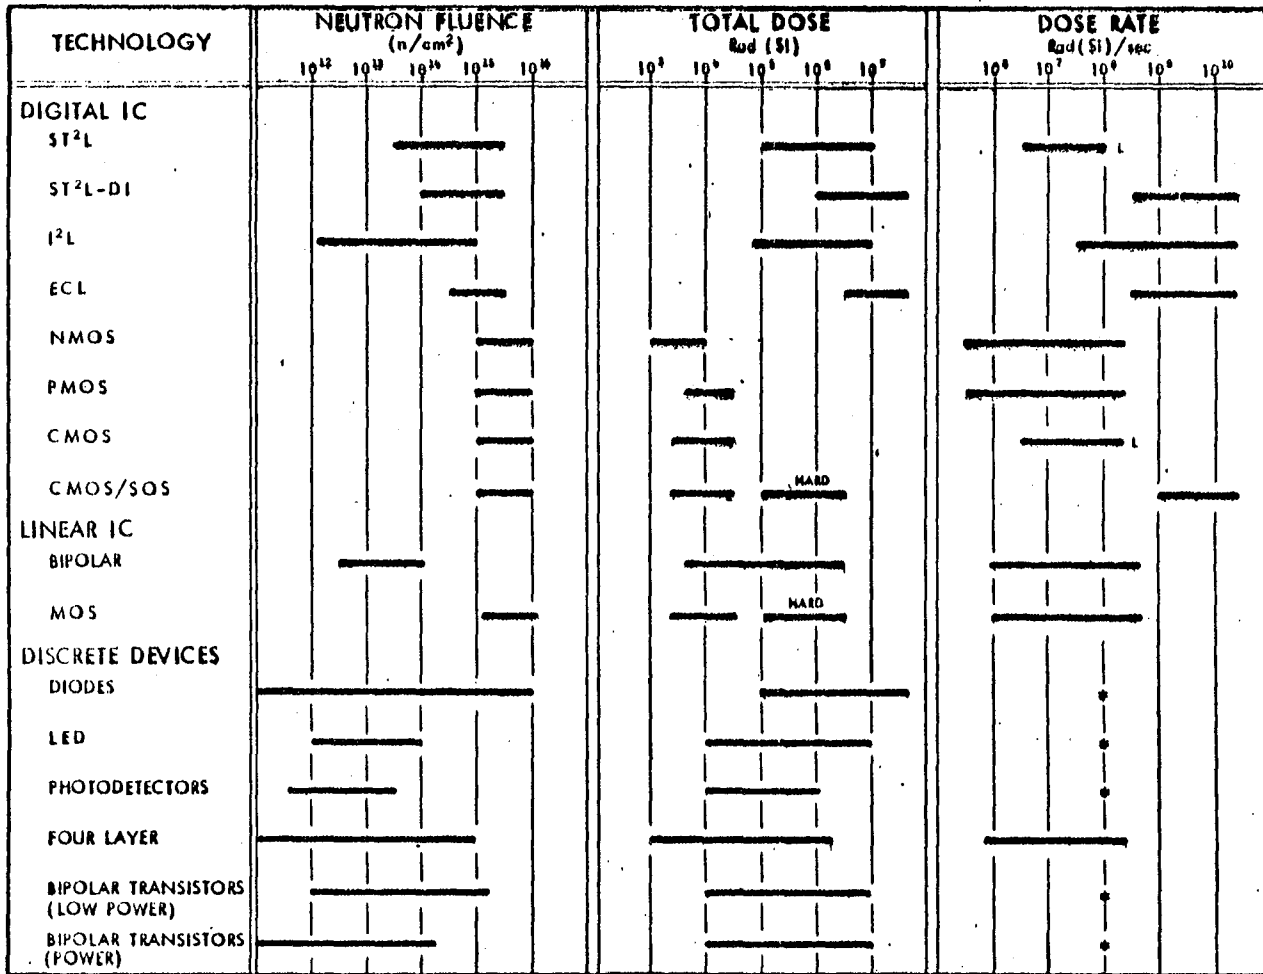 TECHNOLOGY
NEUTRON FLUENCE
(n/cm²)
10¹² 10¹³ 10¹⁴ 10¹⁵ 10¹⁶
TOTAL DOSE
Rad (Si)
10³ 10⁴ 10⁵ 10⁶ 10⁷
DOSE RATE
Rad(Si)/sec
10⁶ 10⁷ 10⁸ 10⁹ 10¹⁰
DIGITAL IC
ST²L
L
ST²L-DI
I²L
ECL
NMOS
PMOS
CMOS
L
CMOS/SOS
HARD
LINEAR IC
BIPOLAR
MOS
HARD
DISCRETE DEVICES
DIODES
*
LED
*
PHOTODETECTORS
*
FOUR LAYER
BIPOLAR TRANSISTORS
(LOW POWER)
*
BIPOLAR TRANSISTORS
(POWER)
*